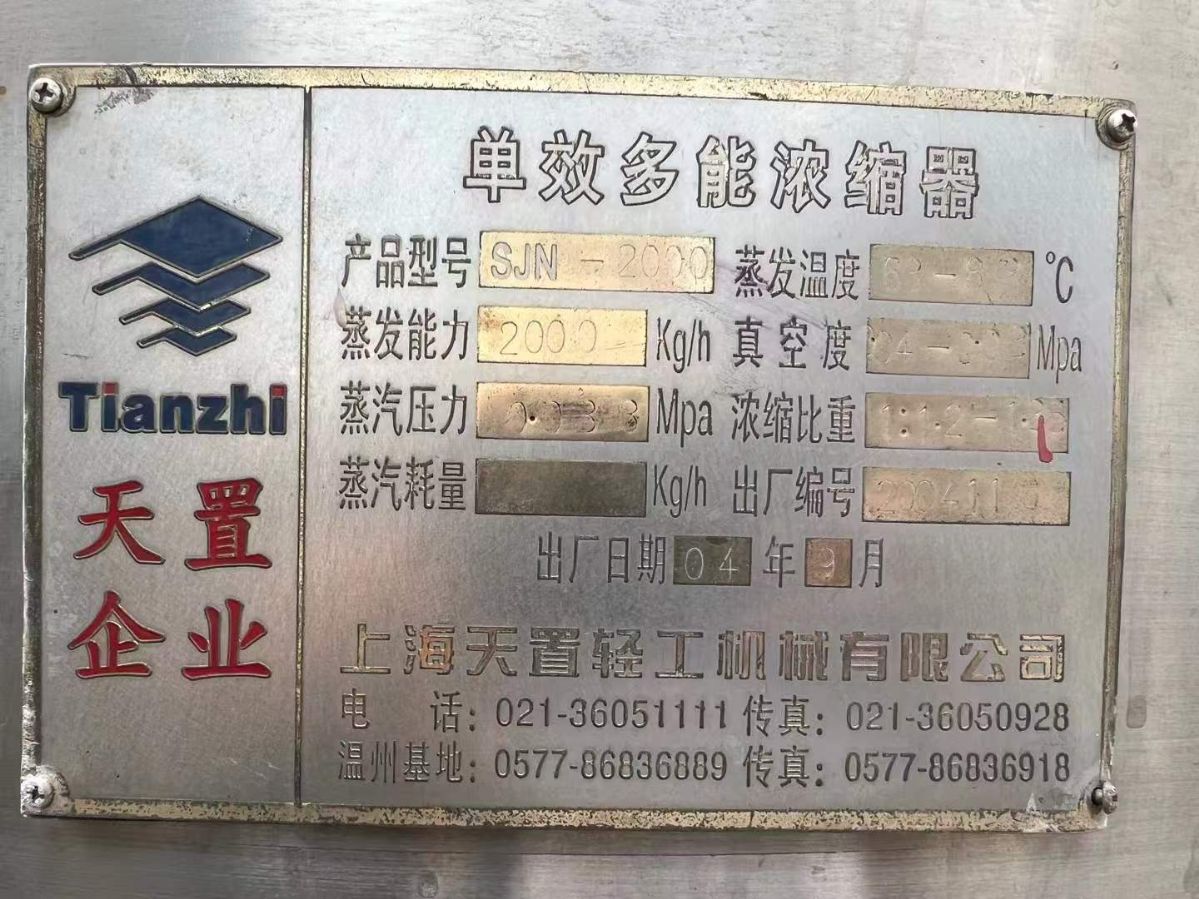 单效多能浓缩器
产品型号 SJN-2000 蒸发温度 ℃
蒸发能力 2000 Kg/h 真空度 Mpa
蒸汽压力 Mpa 浓缩比重
蒸汽耗量 Kg/h 出厂编号
出厂日期 04 年 9 月
Tianzhi
天置
企业
上海天置轻工机械有限公司
电话：021-36051111 传真：021-36050928
温州基地：0577-86836889 传真：0577-86836918